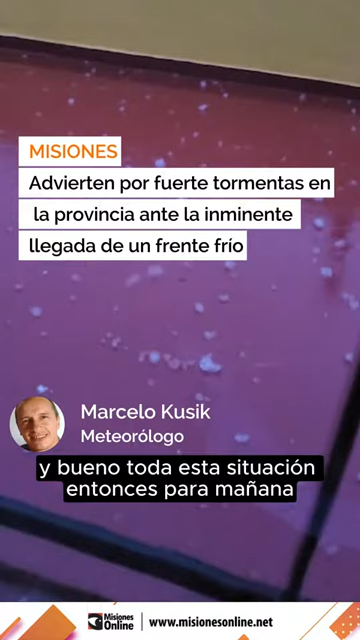 MISIONES
Advierten por fuerte tormentas en
la provincia ante la inminente
llegada de un frente frío
Marcelo Kusik
Meteorólogo
y bueno toda esta situación
entonces para mañana
Misiones
Online
www.misionesonline.net